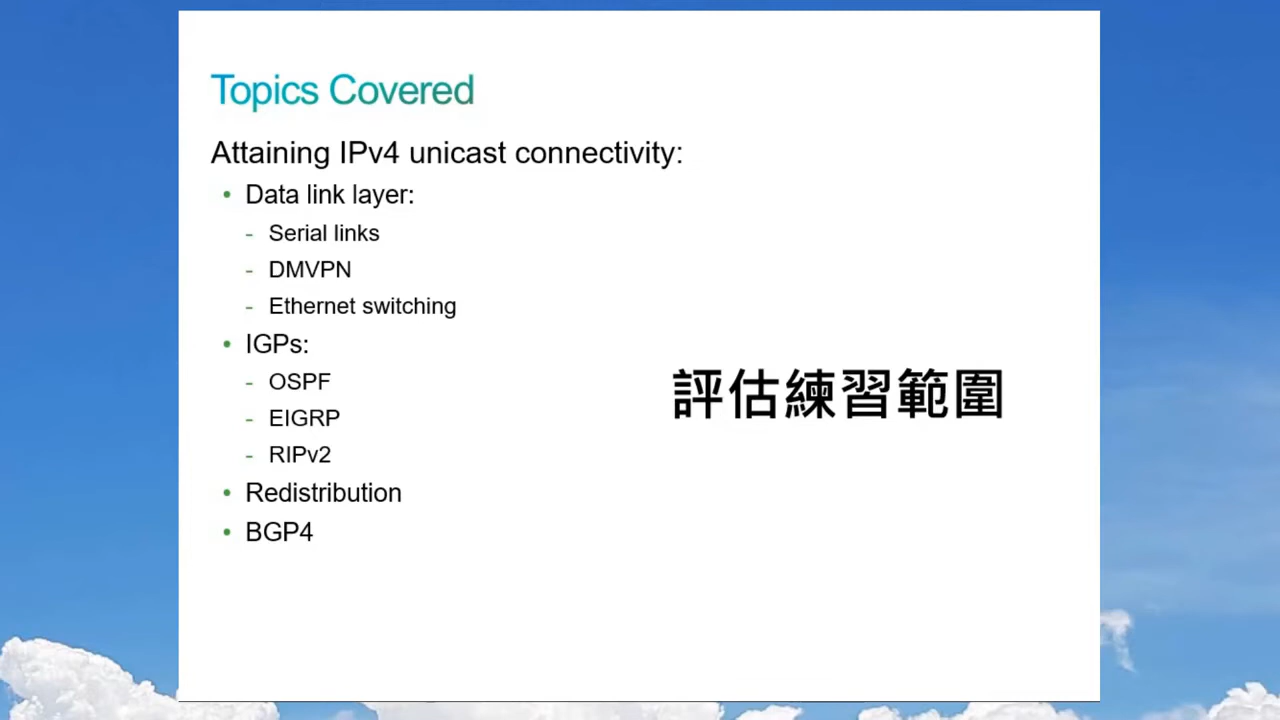 Topics Covered
Attaining IPv4 unicast connectivity:
• Data link layer:
- Serial links
- DMVPN
- Ethernet switching
• IGPs:
- OSPF
- EIGRP
- RIPv2
• Redistribution
• BGP4
評估練習範圍